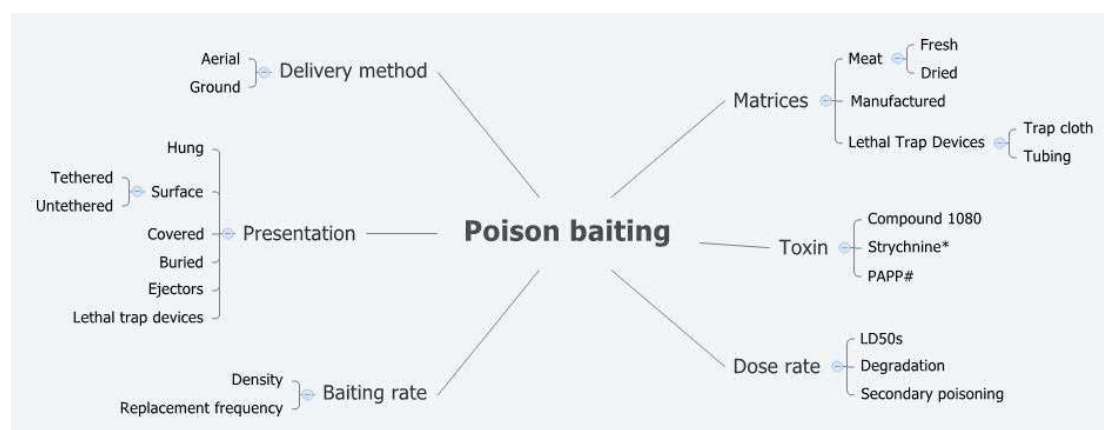 Poison baiting
Delivery method
Aerial
Ground
Presentation
Hung
Surface
Tethered
Untethered
Covered
Buried
Ejectors
Lethal trap devices
Baiting rate
Density
Replacement frequency
Matrices
Meat
Fresh
Dried
Manufactured
Lethal Trap Devices
Trap cloth
Tubing
Toxin
Compound 1080
Strychnine*
PAPP#
Dose rate
LD50s
Degradation
Secondary poisoning